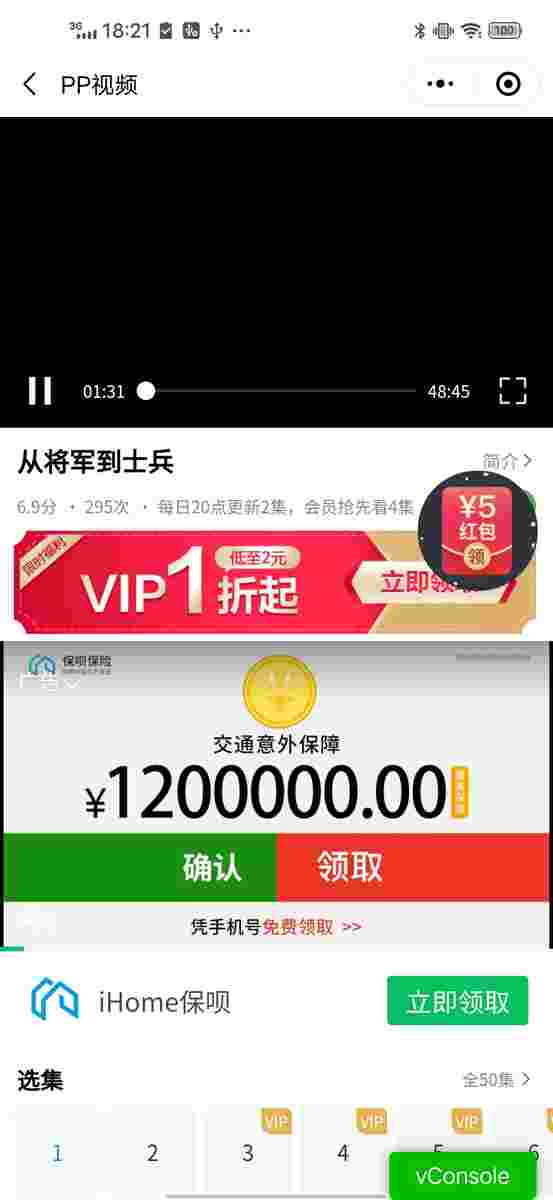 3G 18:21 100
PP视频
01:31 48:45
从将军到士兵 简介
6.9分 · 295次 · 每日20点更新2集，会员抢先看4集
¥5
红包
领
限时福利
VIP1折起
低至2元
立即领取
保呗保险
广告
交通意外保障
¥1200000.00
确认 领取
凭手机号免费领取 >>
iHome保呗 立即领取
选集 全50集
VIP VIP VIP
1 2 3 4 5 6
vConsole